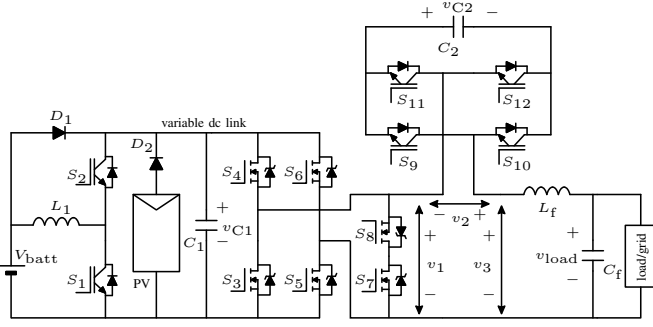 + vC2 −
C2
S11 S12
D1
variable dc link
D2
S9 S10
S2
S4 S6
L1
+
vC1
−
C1
− v2 +
Lf
S8
Vbatt
+
v1
−
+
v3
−
+
vload
−
Cf
load/grid
S1
PV
S3 S5 S7